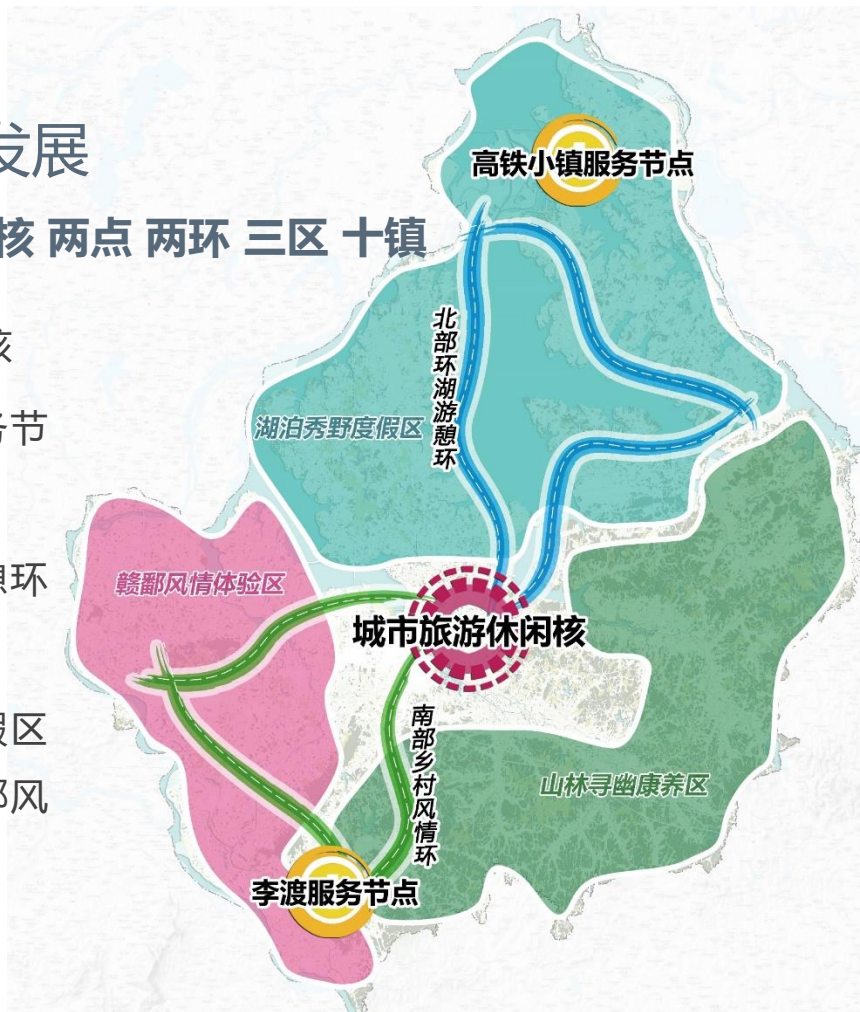 发展
核 两点 两环 三区 十镇
核
务节
憩环
假区
鄱风
高铁小镇服务节点
北部环湖游憩环
湖泊秀野度假区
赣鄱风情体验区
城市旅游休闲核
南部乡村风情环
山林寻幽康养区
李渡服务节点